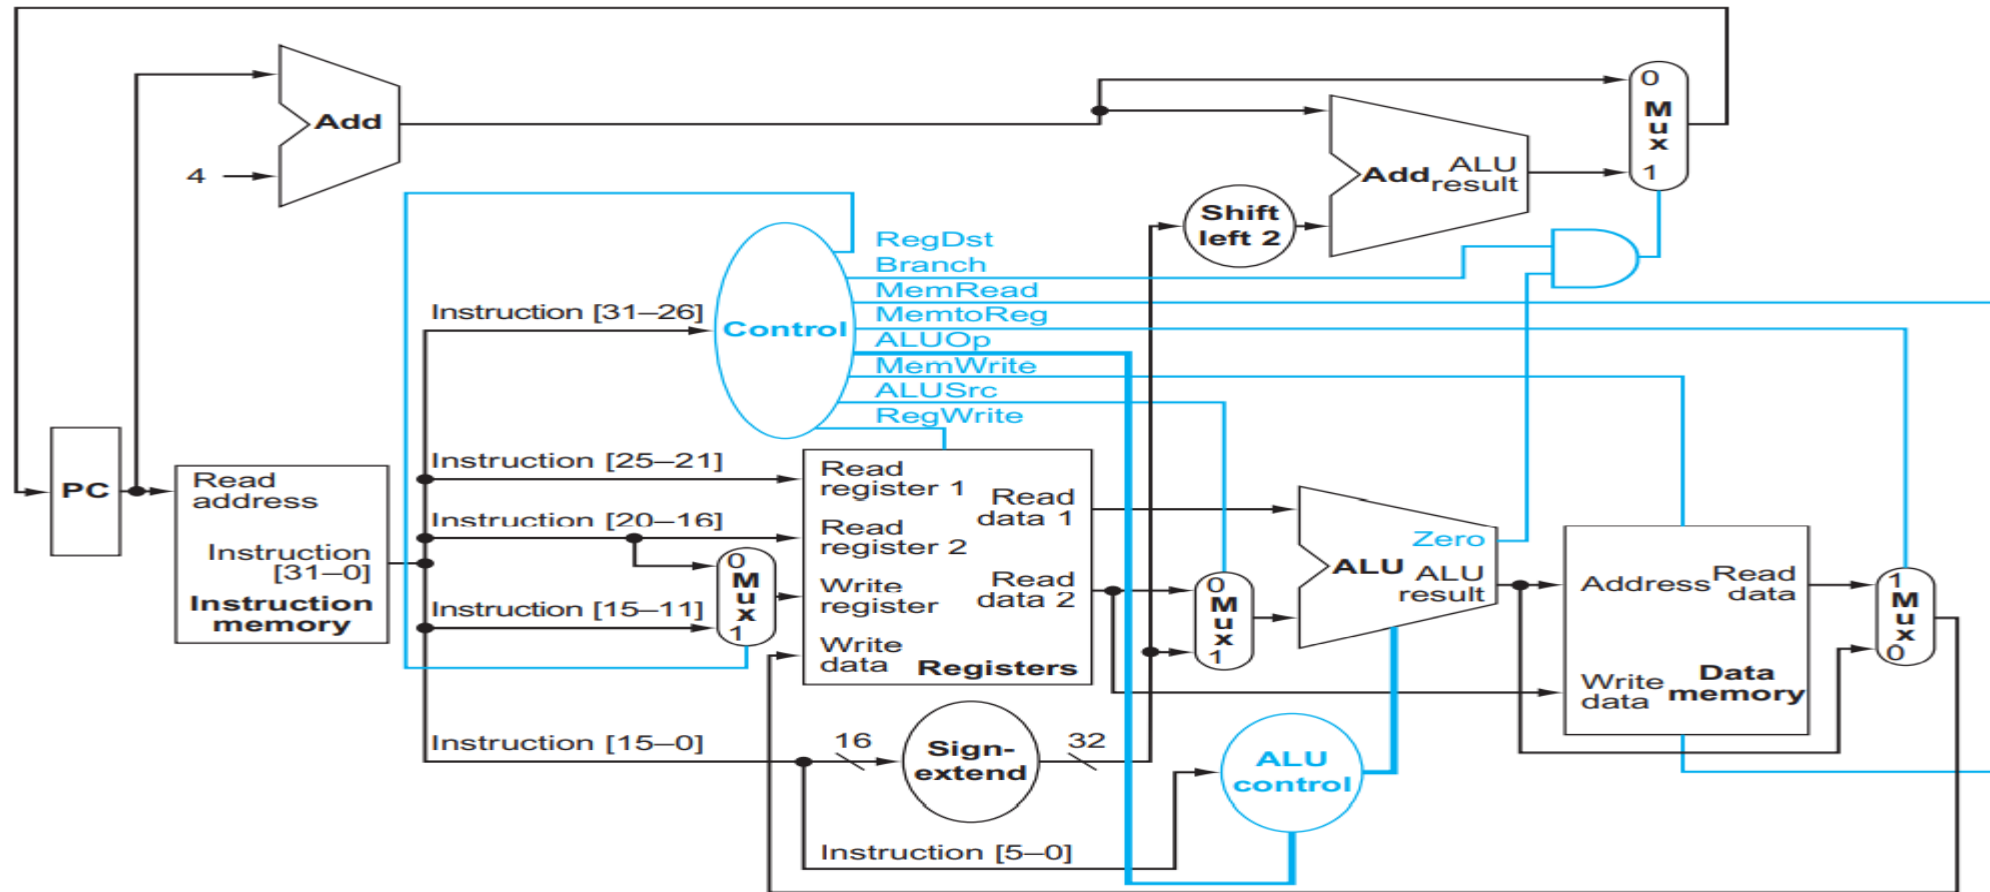 Add
4
0
M
u
x
1
Add
ALU
result
Shift
left 2
RegDst
Branch
MemRead
MemtoReg
ALUOp
MemWrite
ALUSrc
RegWrite
Control
Instruction [31–26]
Instruction [25–21]
Instruction [20–16]
Instruction [15–11]
Instruction [15–0]
Instruction [5–0]
PC
Read
address
Instruction
[31–0]
Instruction
memory
0
M
u
x
1
Read
register 1
Read
register 2
Write
register
Write
data
Read
data 1
Read
data 2
Registers
0
M
u
x
1
Zero
ALU
ALU
result
Address
Read
data
Write
data
Data
memory
1
M
u
x
0
16
Sign-
extend
32
ALU
control